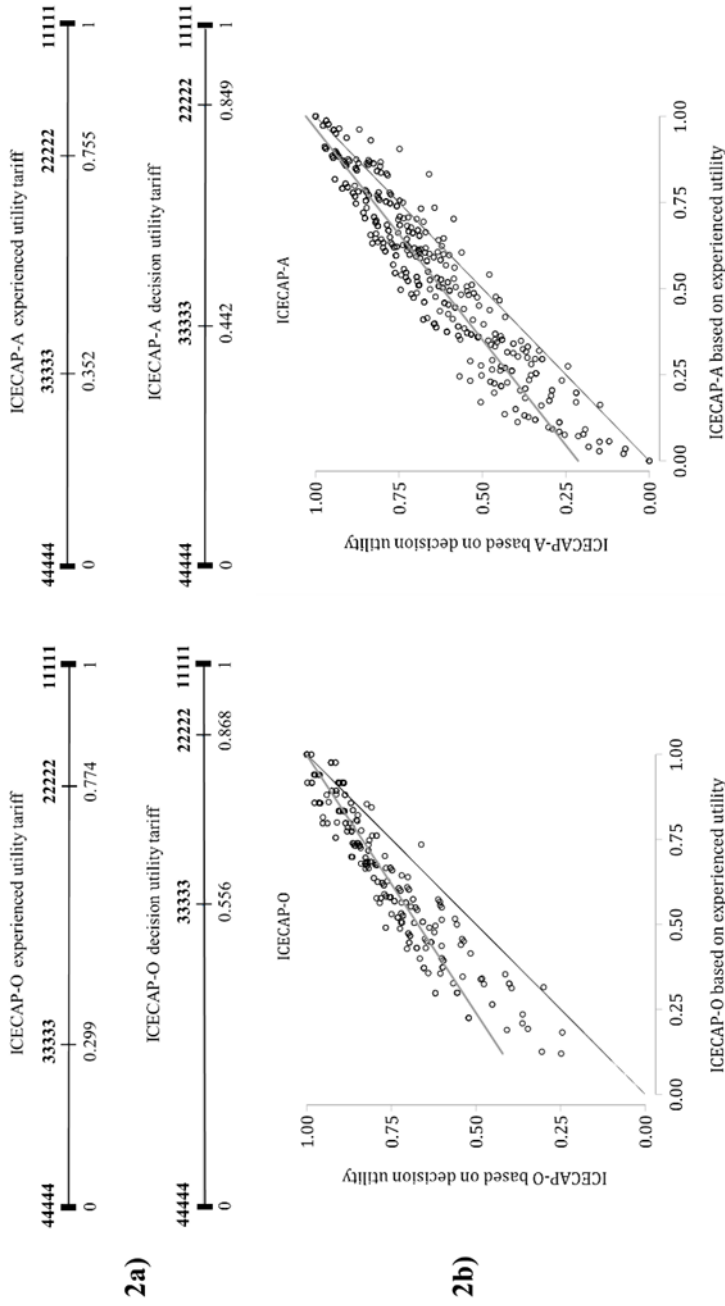 2a)
ICECAP-O experienced utility tariff
44444 33333 22222 11111
0 0.299 0.774 1
ICECAP-O decision utility tariff
44444 33333 22222 11111
0 0.556 0.868 1
ICECAP-A experienced utility tariff
44444 33333 22222 11111
0 0.352 0.755 1
ICECAP-A decision utility tariff
44444 33333 22222 11111
0 0.442 0.849 1
2b)
ICECAP-O
ICECAP-O based on decision utility
1.00
0.75
0.50
0.25
0.00
0.00 0.25 0.50 0.75 1.00
ICECAP-O based on experienced utility
ICECAP-A
ICECAP-A based on decision utility
1.00
0.75
0.50
0.25
0.00
0.00 0.25 0.50 0.75 1.00
ICECAP-A based on experienced utility